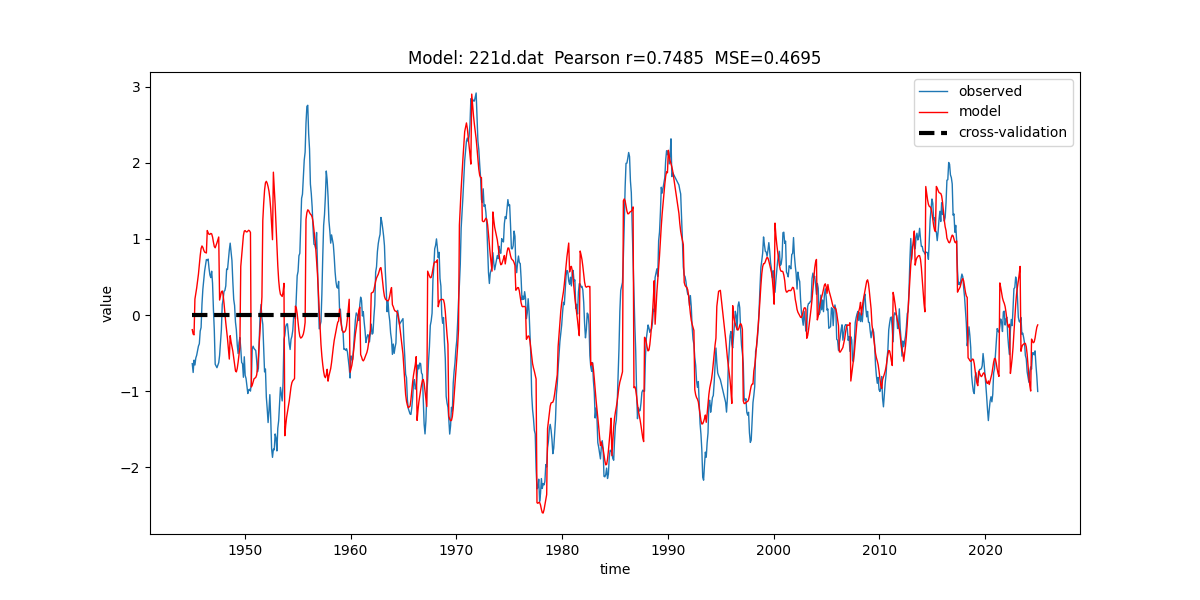 Model: 221d.dat  Pearson r=0.7485  MSE=0.4695
observed
model
cross-validation
value
3
2
1
0
−1
−2
1950 1960 1970 1980 1990 2000 2010 2020
time